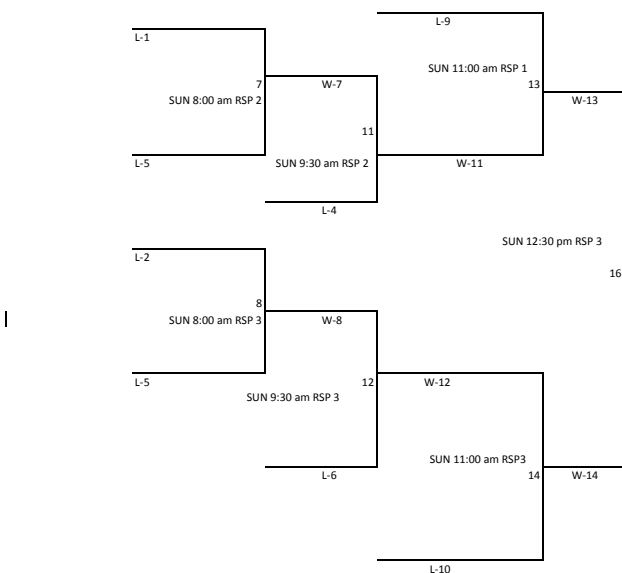 L-9
L-1
SUN 11:00 am RSP 1
7
W-7
13
SUN 8:00 am RSP 2
W-13
11
L-5
SUN 9:30 am RSP 2
W-11
L-4
SUN 12:30 pm RSP 3
L-2
16
8
SUN 8:00 am RSP 3
W-8
L-5
12
W-12
SUN 9:30 am RSP 3
SUN 11:00 am RSP3
L-6
14
W-14
L-10